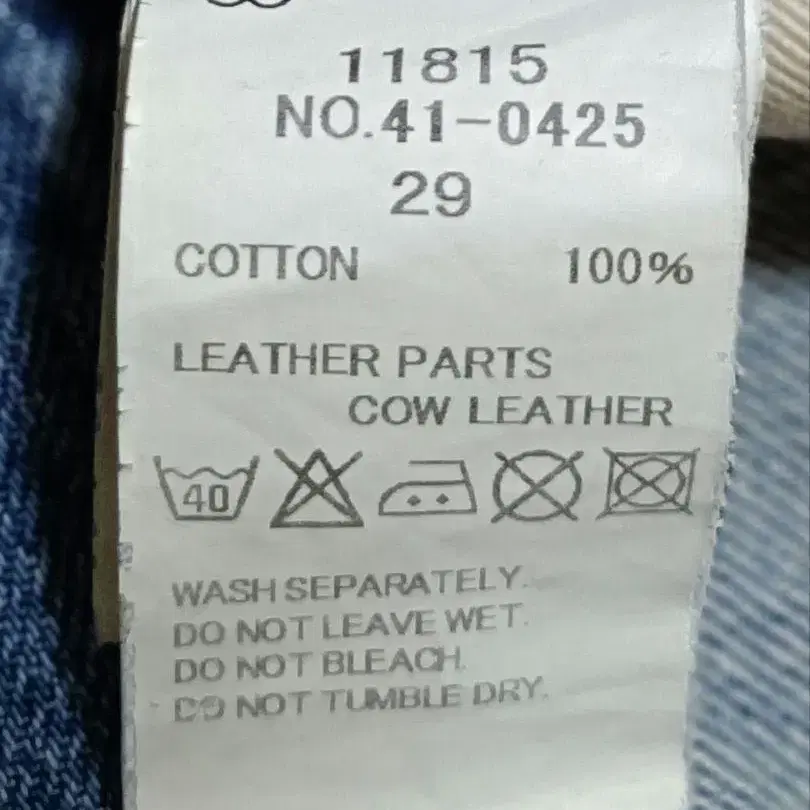 11815
NO.41-0425
29
COTTON 100%
LEATHER PARTS
COW LEATHER
40
WASH SEPARATELY.
DO NOT LEAVE WET.
DO NOT BLEACH.
DO NOT TUMBLE DRY.